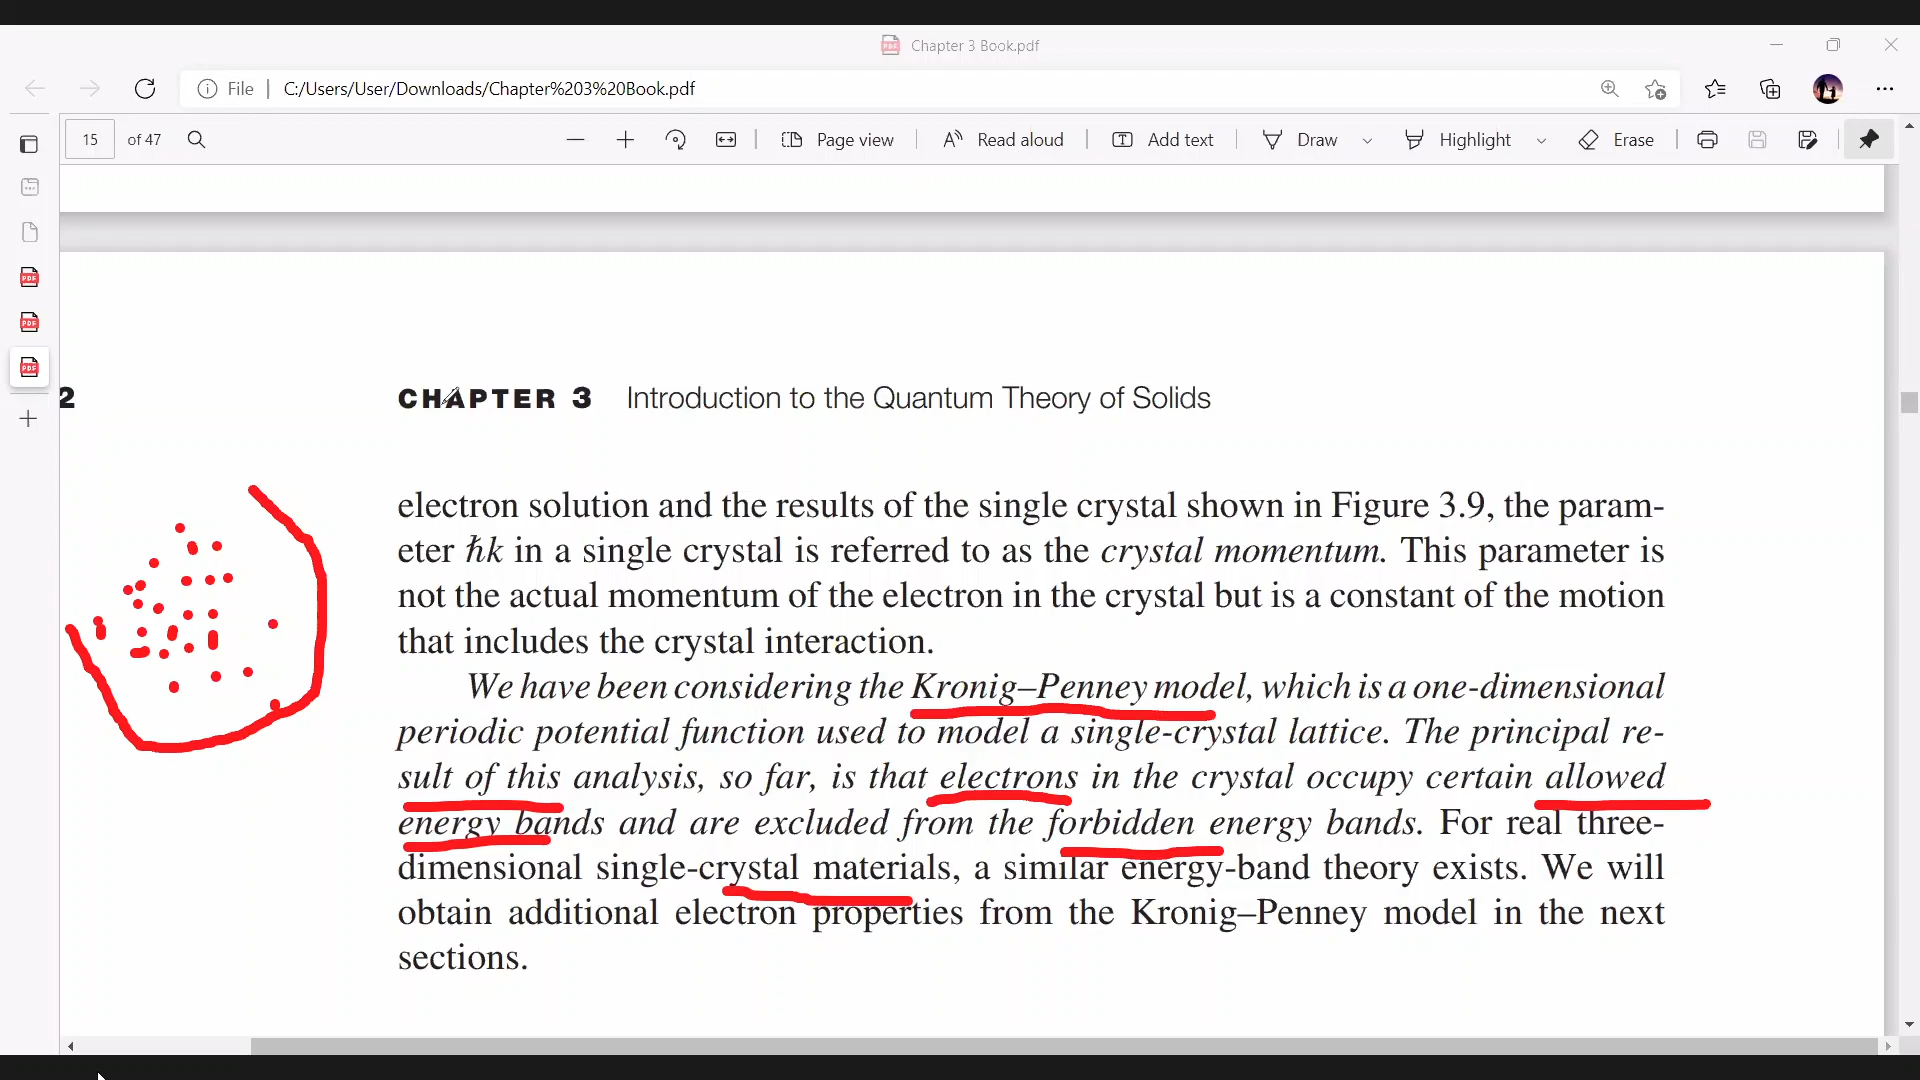 Chapter 3 Book.pdf
File | C:/Users/User/Downloads/Chapter%203%20Book.pdf
15 of 47 Page view Read aloud Add text Draw Highlight Erase
2 CHAPTER 3 Introduction to the Quantum Theory of Solids
electron solution and the results of the single crystal shown in Figure 3.9, the param-
eter ħk in a single crystal is referred to as the crystal momentum. This parameter is
not the actual momentum of the electron in the crystal but is a constant of the motion
that includes the crystal interaction.
We have been considering the Kronig–Penney model, which is a one-dimensional
periodic potential function used to model a single-crystal lattice. The principal re-
sult of this analysis, so far, is that electrons in the crystal occupy certain allowed
energy bands and are excluded from the forbidden energy bands. For real three-
dimensional single-crystal materials, a similar energy-band theory exists. We will
obtain additional electron properties from the Kronig–Penney model in the next
sections.